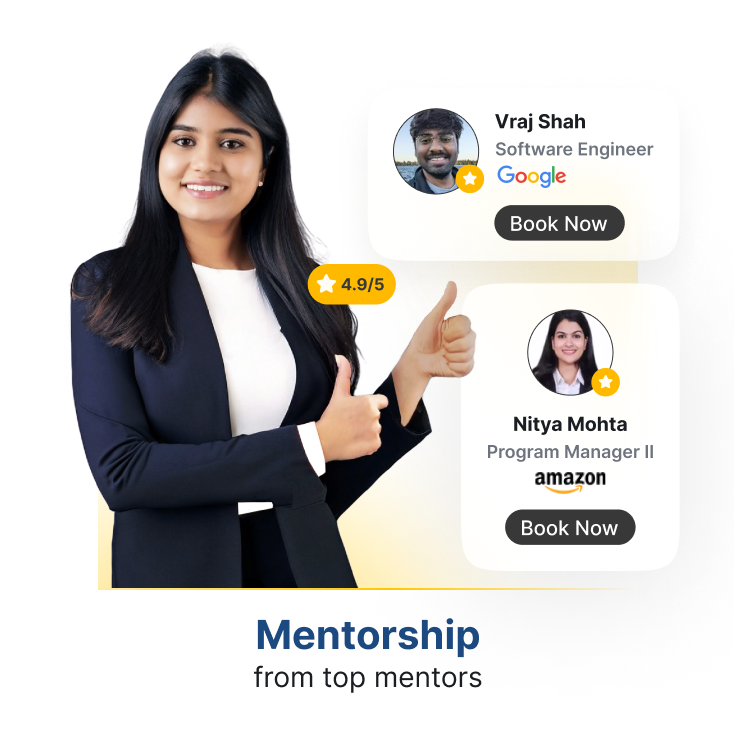 Vraj Shah
Software Engineer
Google
Book Now
4.9/5
Nitya Mohta
Program Manager II
amazon
Book Now
Mentorship
from top mentors